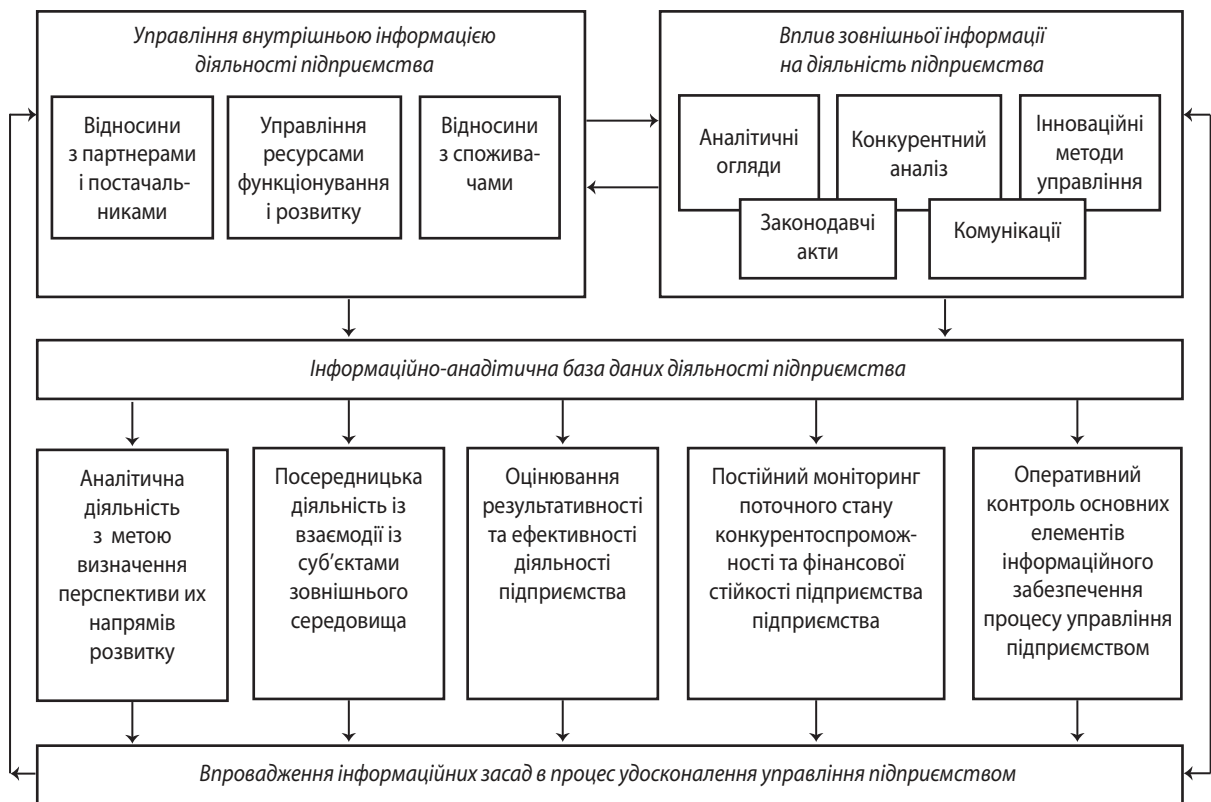 Управління внутрішньою інформацією
діяльності підприємства
Відносини
з партнерами
і постачаль-
никами
Управління
ресурсами
функціонування
і розвитку
Відносини
з спожива-
чами
Вплив зовнішньої інформації
на діяльність підприємства
Аналітичні
огляди
Конкурентний
аналіз
Інноваційні
методи
управління
Законодавчі
акти
Комунікації
Інформаційно-анадітична база даних діяльності підприємства
Аналітична
діяльність
з метою
визначення
перспективи их
напрямів
розвитку
Посередницька
діяльність із
взаємодії із
суб’єктами
зовнішнього
середовища
Оцінювання
результативності
та ефективності
діяльності
підприємства
Постійний моніторинг
поточного стану
конкурентоспромож-
ності та фінансової
стійкості підприємства
підприємства
Оперативний
контроль основних
елементів
інформаційного
забезпечення
процесу управління
підприємством
Впровадження інформаційних засад в процес удосконалення управління підприємством